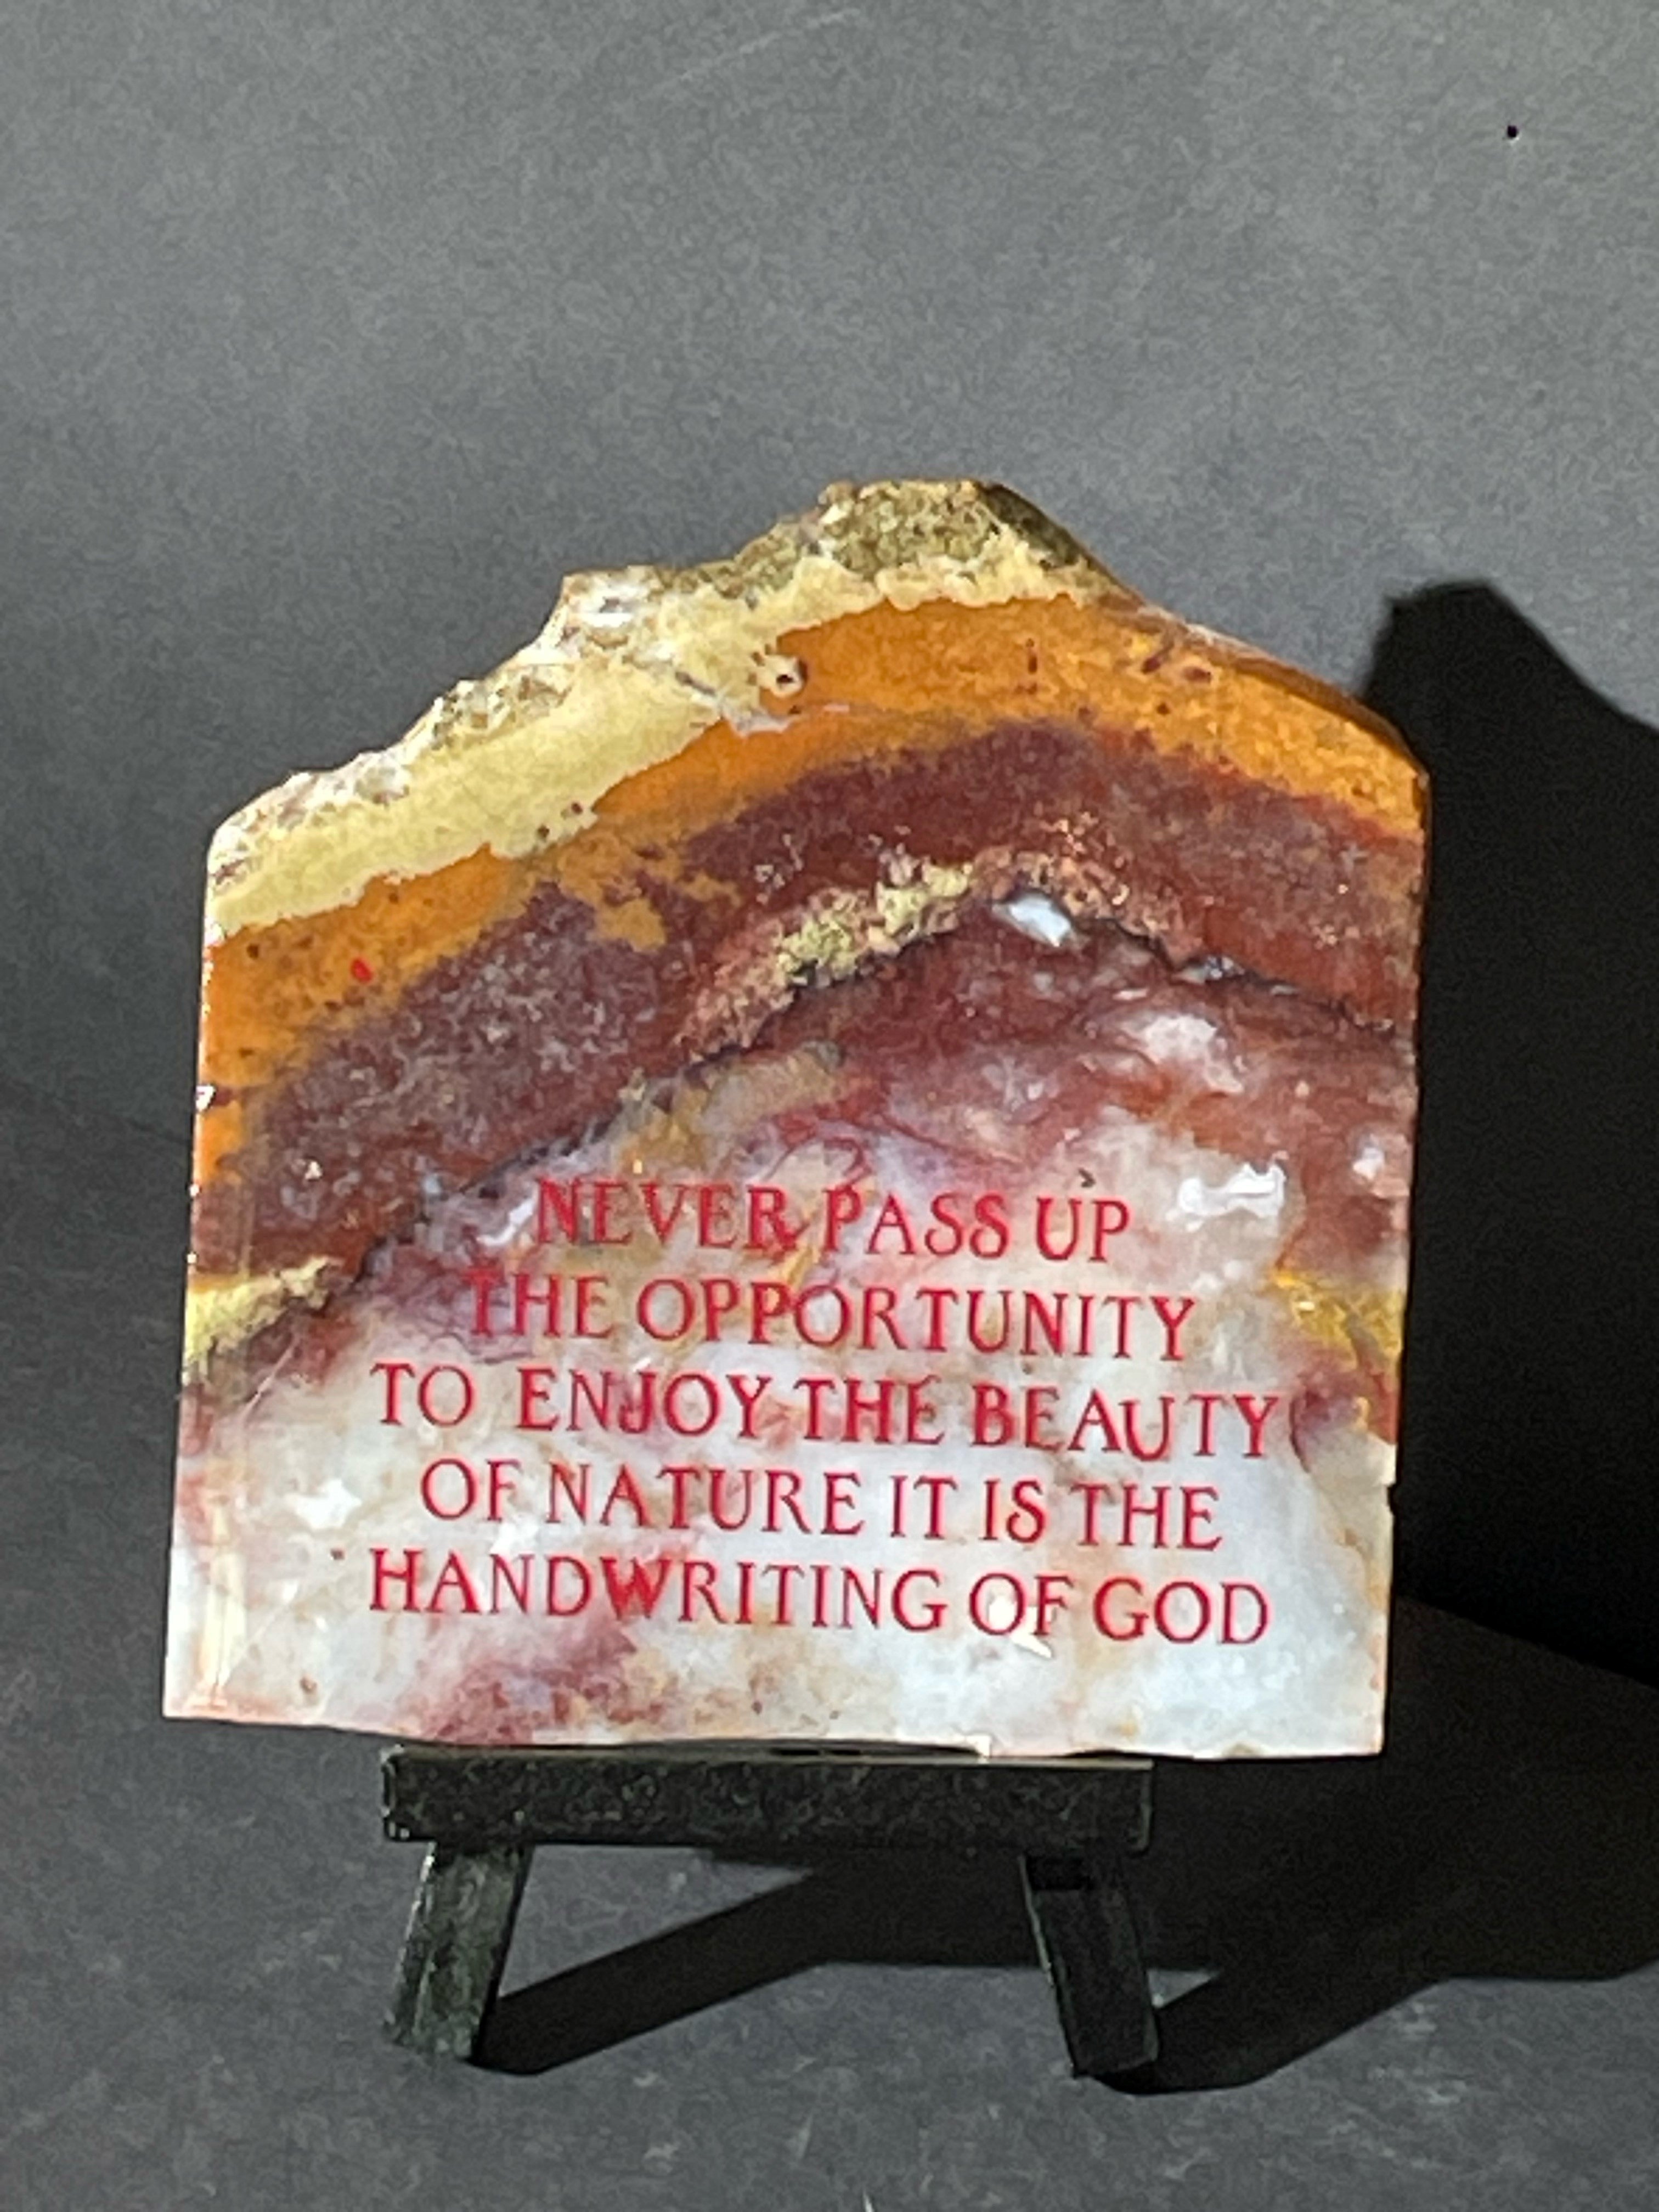 NEVER PASS UP
THE OPPORTUNITY
TO ENJOY THE BEAUTY
OF NATURE IT IS THE
HANDWRITING OF GOD